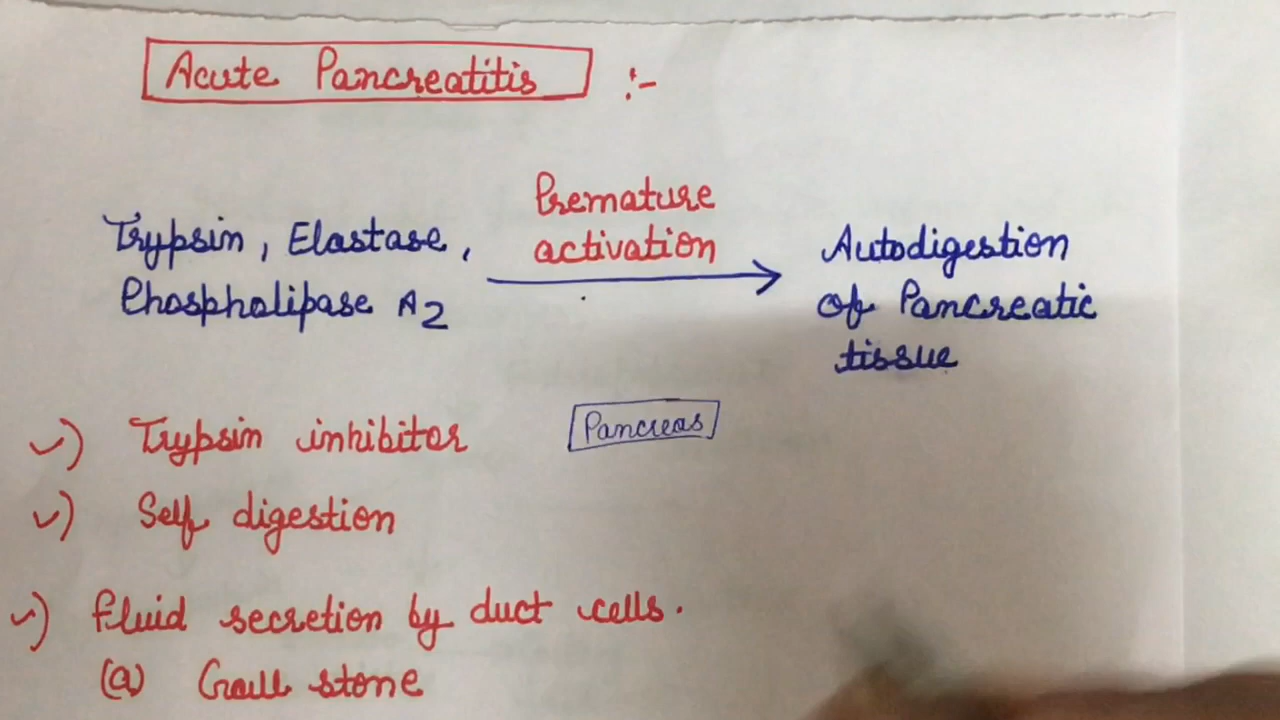 Acute Pancreatitis :-
Premature
activation
Trypsin, Elastase,
Phospholipase A2
Autodigestion
of Pancreatic
tissue
Pancreas
v) Trypsin inhibitor
v) Self digestion
v) Fluid secretion by duct cells.
(a) Gall stone